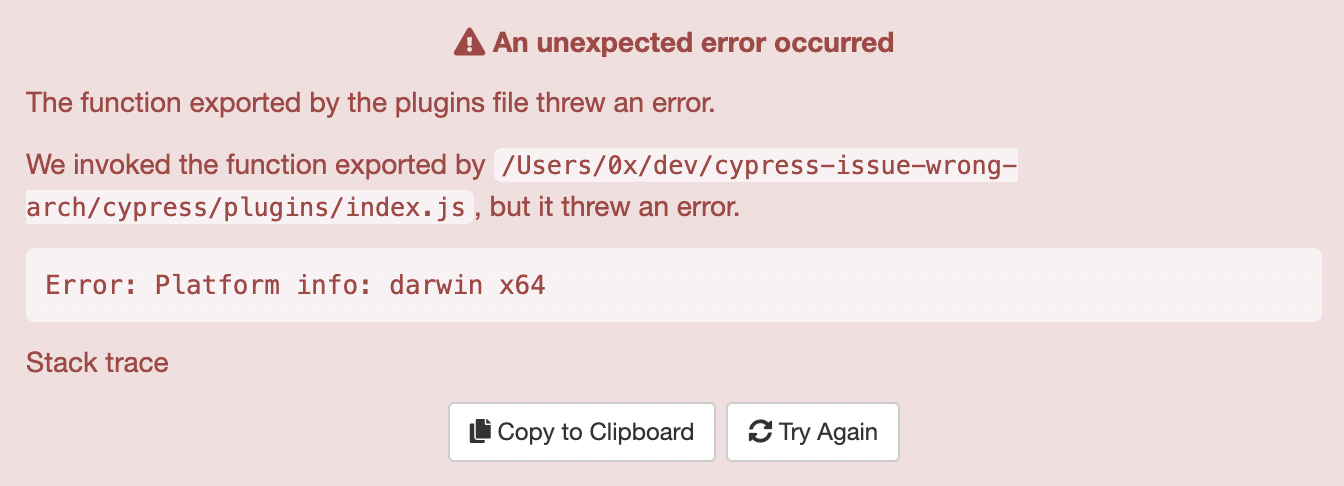 An unexpected error occurred
The function exported by the plugins file threw an error.
We invoked the function exported by /Users/0x/dev/cypress-issue-wrong-
arch/cypress/plugins/index.js, but it threw an error.
Error: Platform info: darwin x64
Stack trace
Copy to Clipboard
Try Again